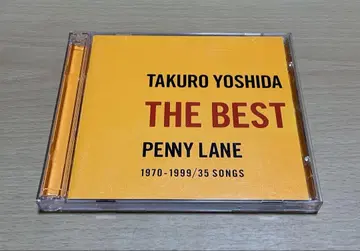 TAKURO YOSHIDA
THE BEST
PENNY LANE
1970-1999/35 SONGS